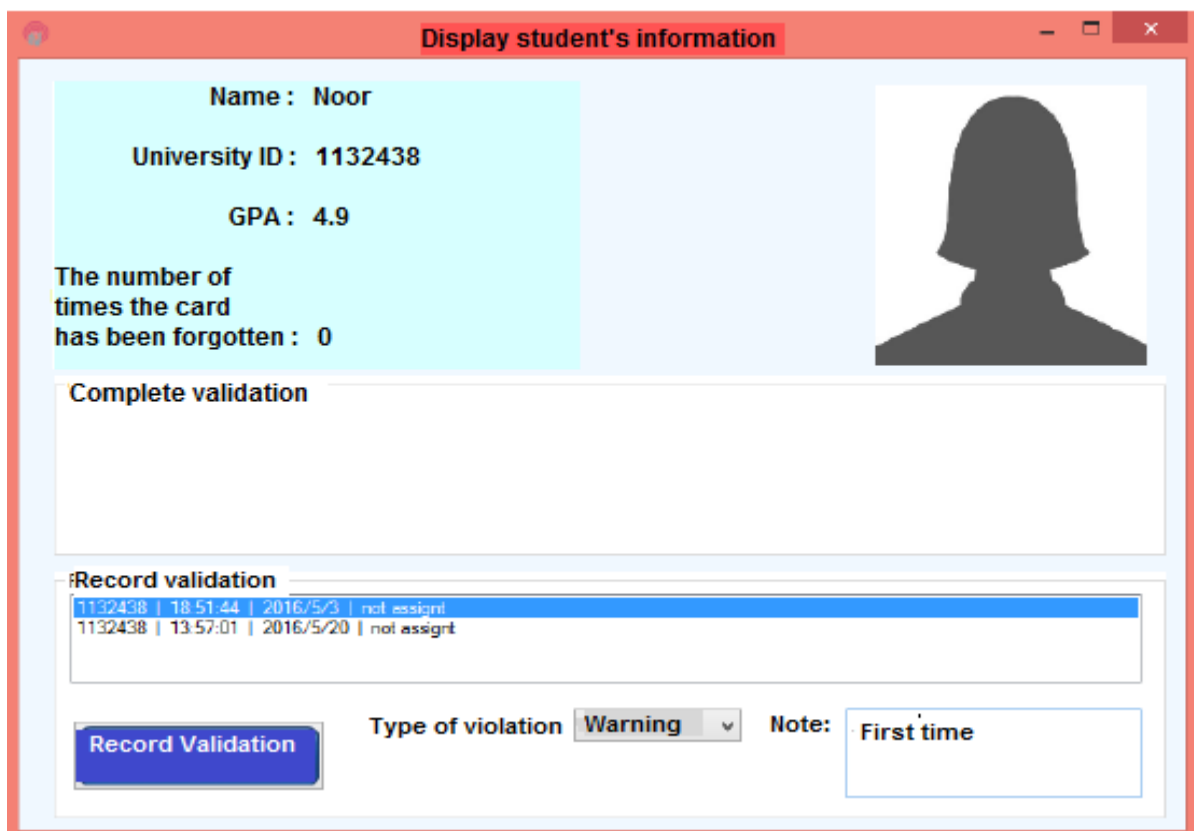 Display student's information
Name : Noor
University ID : 1132438
GPA : 4.9
The number of
times the card
has been forgotten : 0
Complete validation
Record validation
1132438 | 18:51:44 | 2016/5/3 | not assignt
1132438 | 13:57:01 | 2016/5/20 | not assignt
Record Validation
Type of violation Warning Note: First time